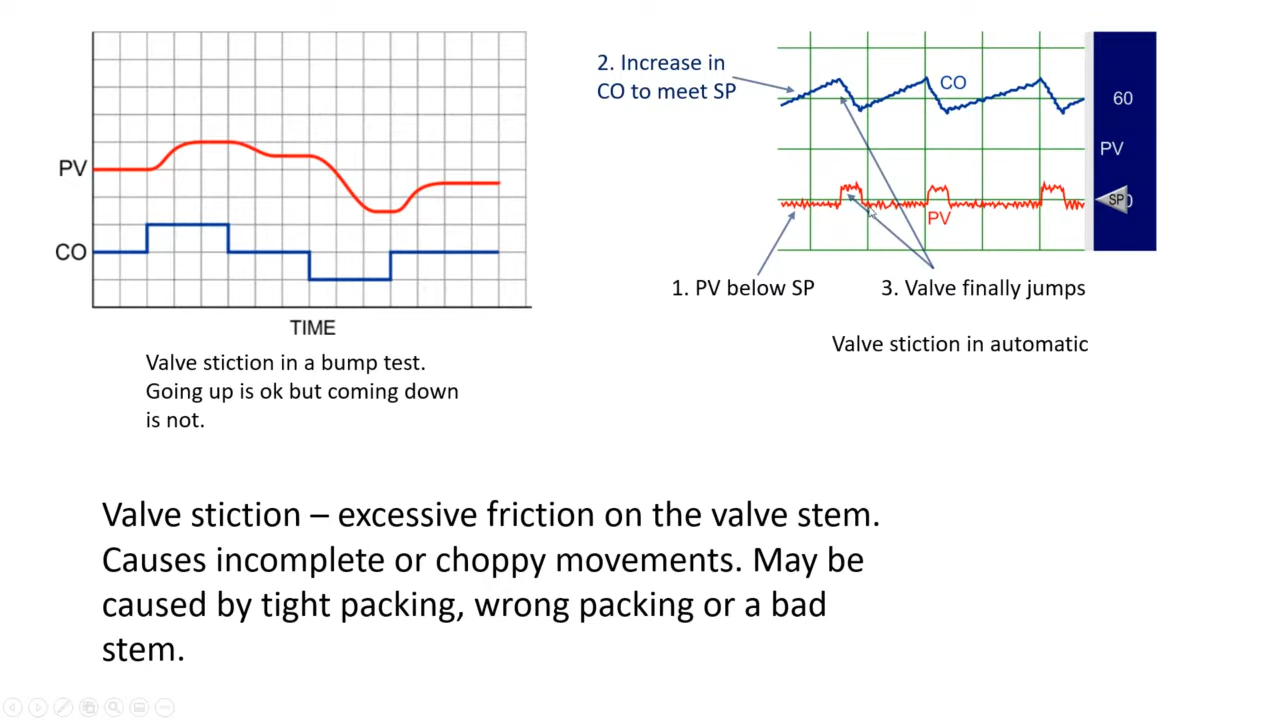 PV
CO
TIME
Valve stiction in a bump test.
Going up is ok but coming down
is not.
2. Increase in
CO to meet SP
CO
60
PV
SP
PV
1. PV below SP
3. Valve finally jumps
Valve stiction in automatic
Valve stiction – excessive friction on the valve stem.
Causes incomplete or choppy movements. May be
caused by tight packing, wrong packing or a bad
stem.